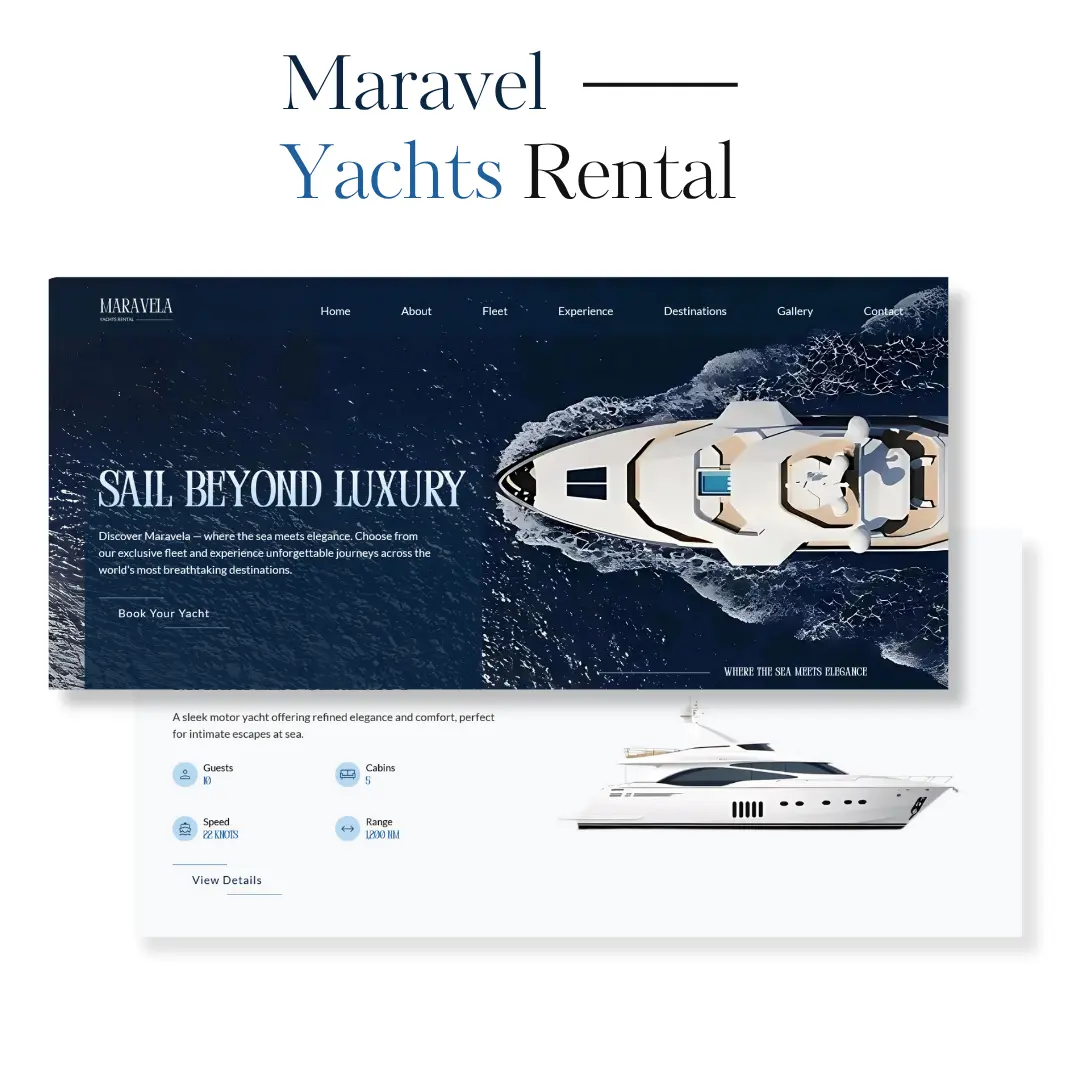 Maravel
Yachts Rental
MARAVELA
YACHTS RENTAL
Home About Fleet Experience Destinations Gallery Contact
SAIL BEYOND LUXURY
Discover Maravela — where the sea meets elegance. Choose from
our exclusive fleet and experience unforgettable journeys across the
world's most breathtaking destinations.
Book Your Yacht
WHERE THE SEA MEETS ELEGANCE
A sleek motor yacht offering refined elegance and comfort, perfect
for intimate escapes at sea.
Guests Cabins
10 5
Speed Range
22 KNOTS 1200 NM
View Details